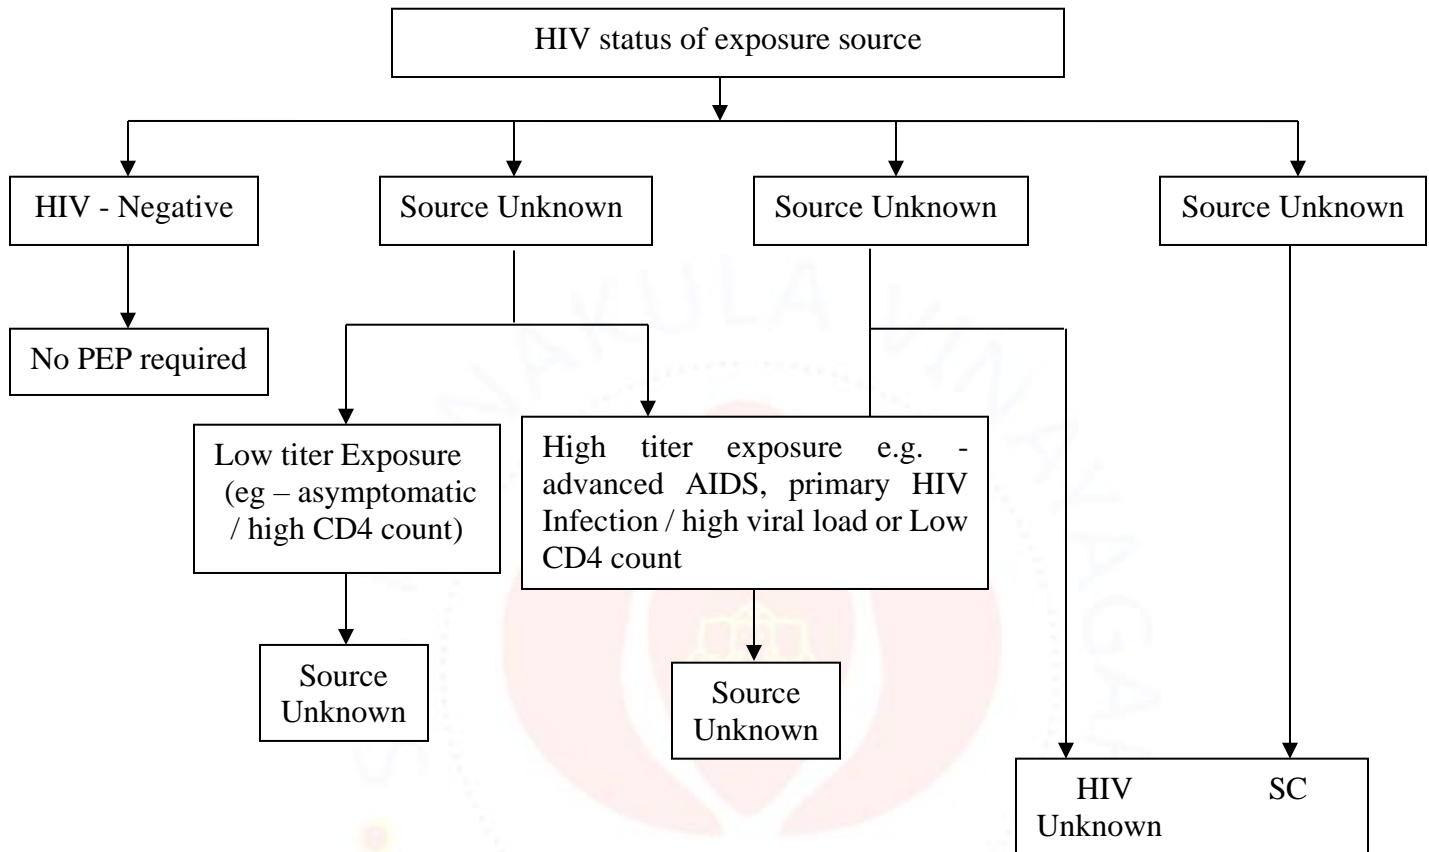 HIV status of exposure source
HIV - Negative
Source Unknown
Source Unknown
Source Unknown
No PEP required
Low titer Exposure
(eg – asymptomatic
/ high CD4 count)
High titer exposure e.g. -
advanced AIDS, primary HIV
Infection / high viral load or Low
CD4 count
Source
Unknown
Source
Unknown
HIV SC
Unknown
NAKULA VINAYAGA